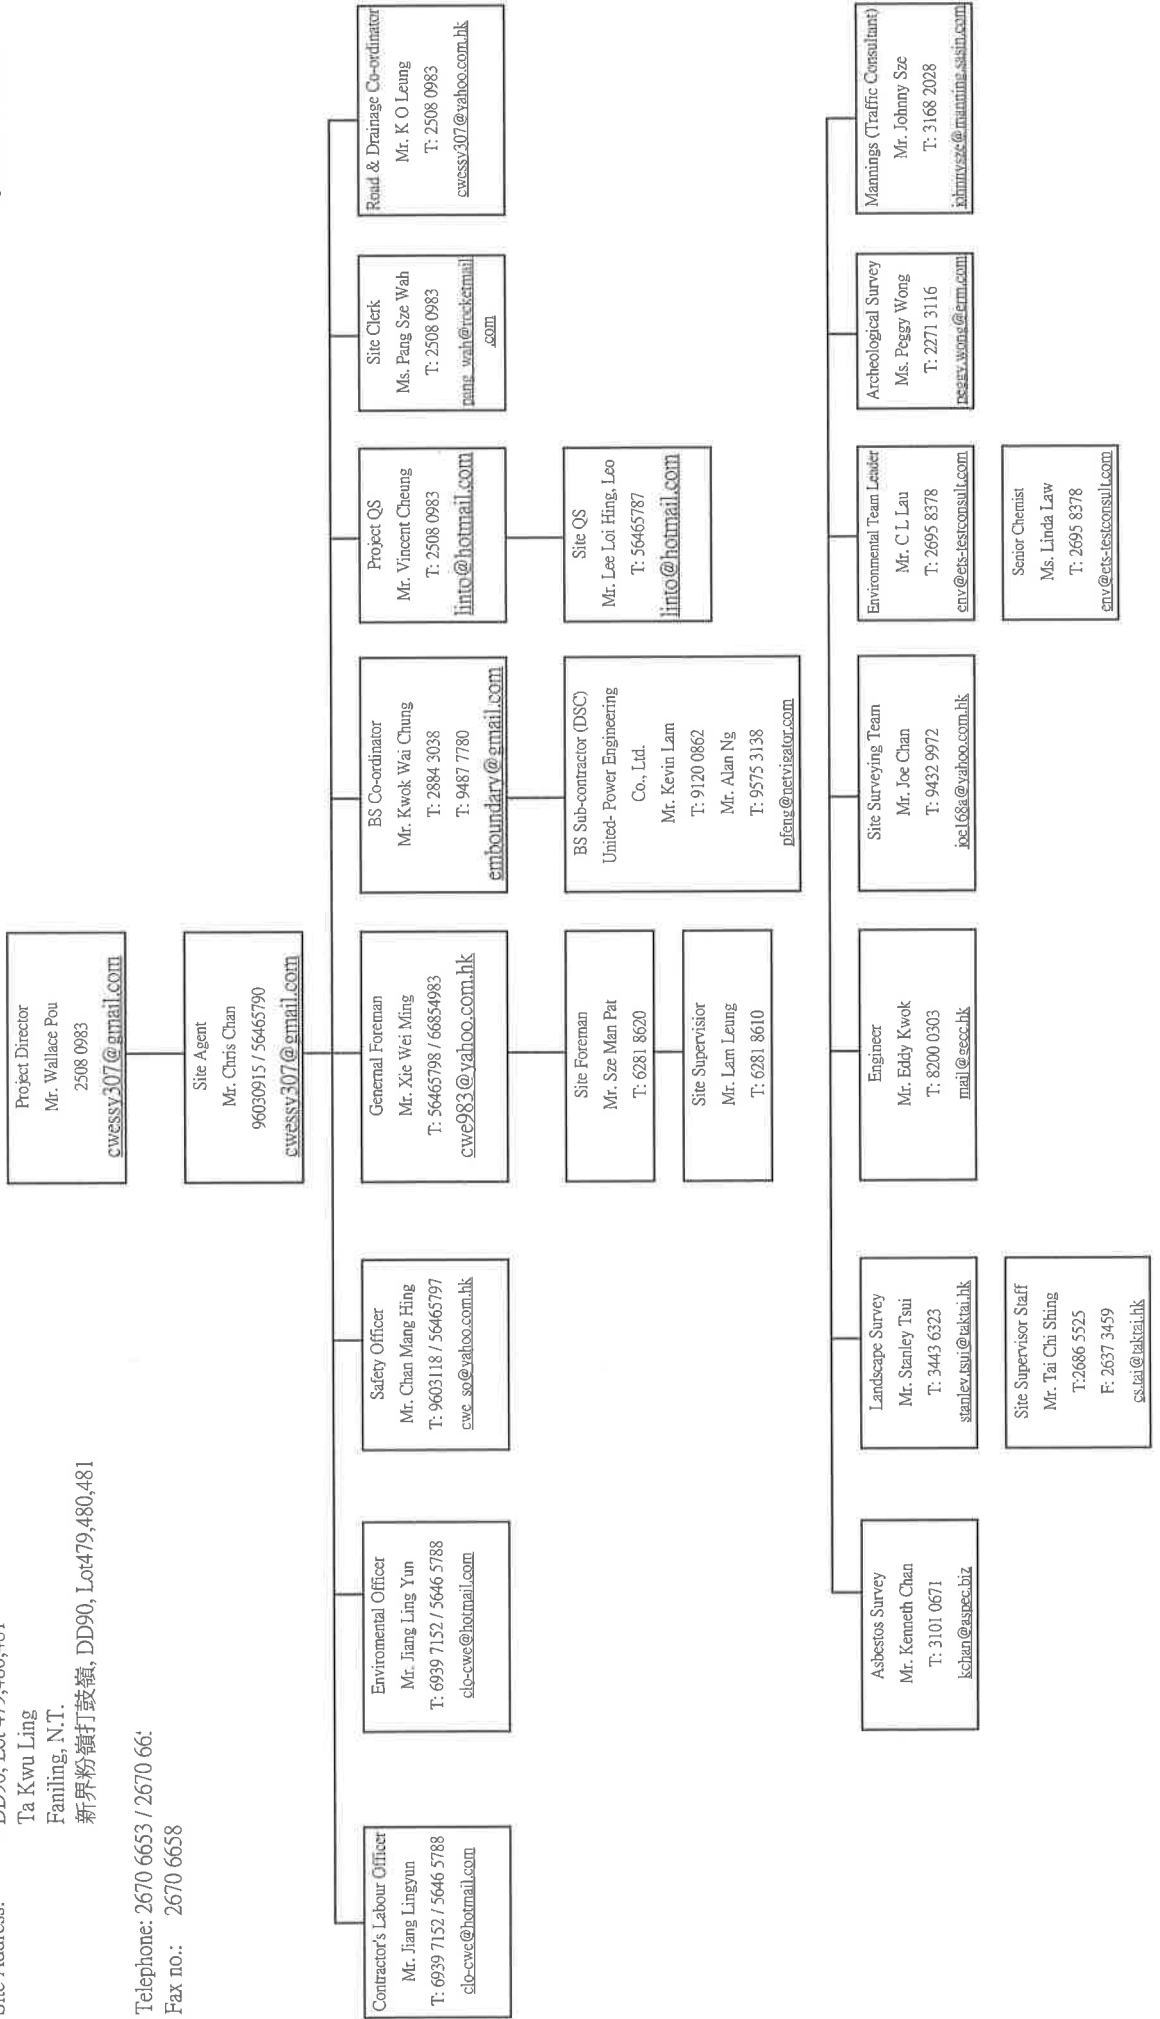 Ta Kwu Ling
Faniling, N.T.
新界粉嶺打鼓嶺, DD90, Lot479,480,481
Telephone: 2670 6653 / 2670 66
Fax no.: 2670 6658
Project Director
Mr. Wallace Pou
2508 0983
cwessy307@gmail.com
Site Agent
Mr. Chris Chan
96030915 / 56465790
cwessy307@gmail.com
Contractor's Labour Officer
Mr. Jiang Lingyun
T: 6939 7152 / 5646 5788
clo-cwe@hotmail.com
Enviromental Officer
Mr. Jiang Ling Yun
T: 6939 7152 / 5646 5788
clo-cwe@hotmail.com
Safety Officer
Mr. Chan Mang Hing
T: 9603118 / 56465797
cwe_so@yahoo.com.hk
Genernal Foreman
Mr. Xie Wei Ming
T: 56465798 / 66854983
cwe983@yahoo.com.hk
BS Co-ordinator
Mr. Kwok Wai Chung
T: 2884 3038
T: 9487 7780
emboundary@gmail.com
Project QS
Mr. Vincent Cheung
T: 2508 0983
linto@hotmail.com
Site Clerk
Ms. Pang Sze Wah
T: 2508 0983
pang_wah@rocketmail
.com
Road & Drainage Co-ordinator
Mr. K O Leung
T: 2508 0983
cwessy307@yahoo.com.hk
Site Foreman
Mr. Sze Man Pat
T: 6281 8620
Site Supervisior
Mr. Lam Leung
T: 6281 8610
BS Sub-contractor (DSC)
United- Power Engineering
Co., Ltd.
Mr. Kevin Lam
T: 9120 0862
Mr. Alan Ng
T: 9575 3138
pfeng@netvigator.com
Site QS
Mr. Lee Loi Hing, Leo
T: 56465787
linto@hotmail.com
Asbestos Survey
Mr. Kenneth Chan
T: 3101 0671
kchan@aspec.biz
Landscape Survey
Mr. Stanley Tsui
T: 3443 6323
stanley.tsui@taktai.hk
Site Supervisor Staff
Mr. Tai Chi Shing
T:2686 5525
F: 2637 3459
cs.tai@taktai.hk
Engineer
Mr. Eddy Kwok
T: 8200 0303
mail@gecc.hk
Site Surveying Team
Mr. Joe Chan
T: 9432 9972
joe168a@yahoo.com.hk
Environmental Team Leader
Mr. C L Lau
T: 2695 8378
env@ets-testconsult.com
Senior Chemist
Ms. Linda Law
T: 2695 8378
env@ets-testconsult.com
Archeological Survey
Ms. Peggy Wong
T: 2271 3116
peggy.wong@erm.com
Mannings (Traffic Consultant)
Mr. Johnny Sze
T: 3168 2028
johnnysze@manning.sasin.com